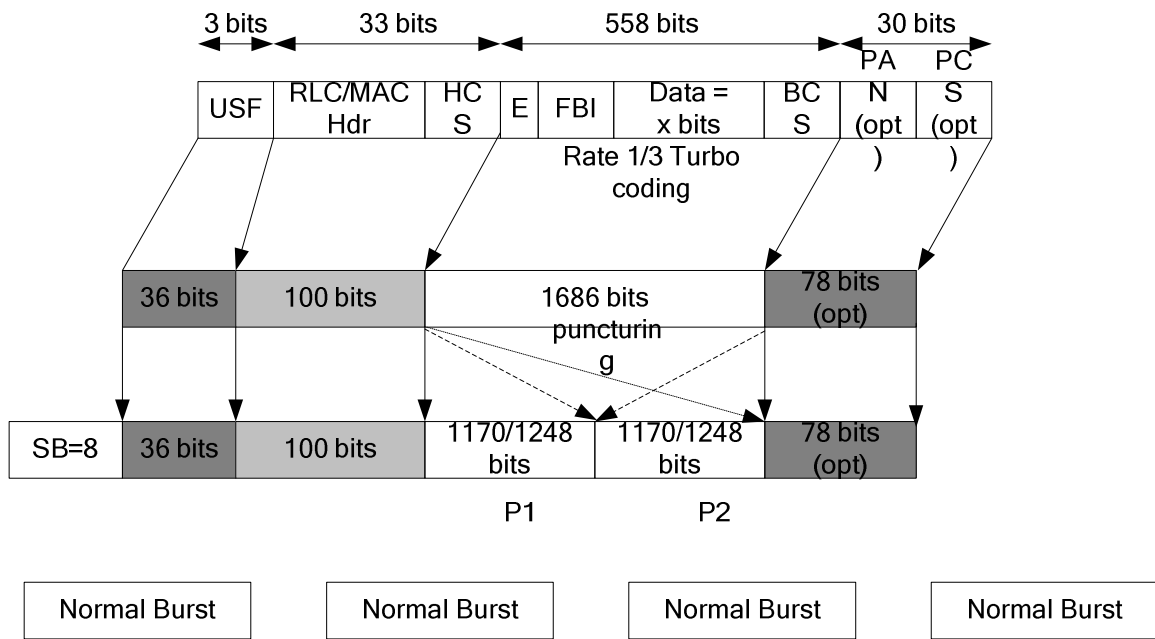 3 bits
33 bits
558 bits
30 bits
USF
RLC/MAC
Hdr
HC
S
E
FBI
Data =
x bits
BC
S
PA
N
(opt
)
PC
S
(opt
)
Rate 1/3 Turbo
coding
36 bits
100 bits
1686 bits
78 bits
(opt)
puncturin
g
SB=8
36 bits
100 bits
1170/1248
bits
1170/1248
bits
78 bits
(opt)
P1
P2
Normal Burst
Normal Burst
Normal Burst
Normal Burst